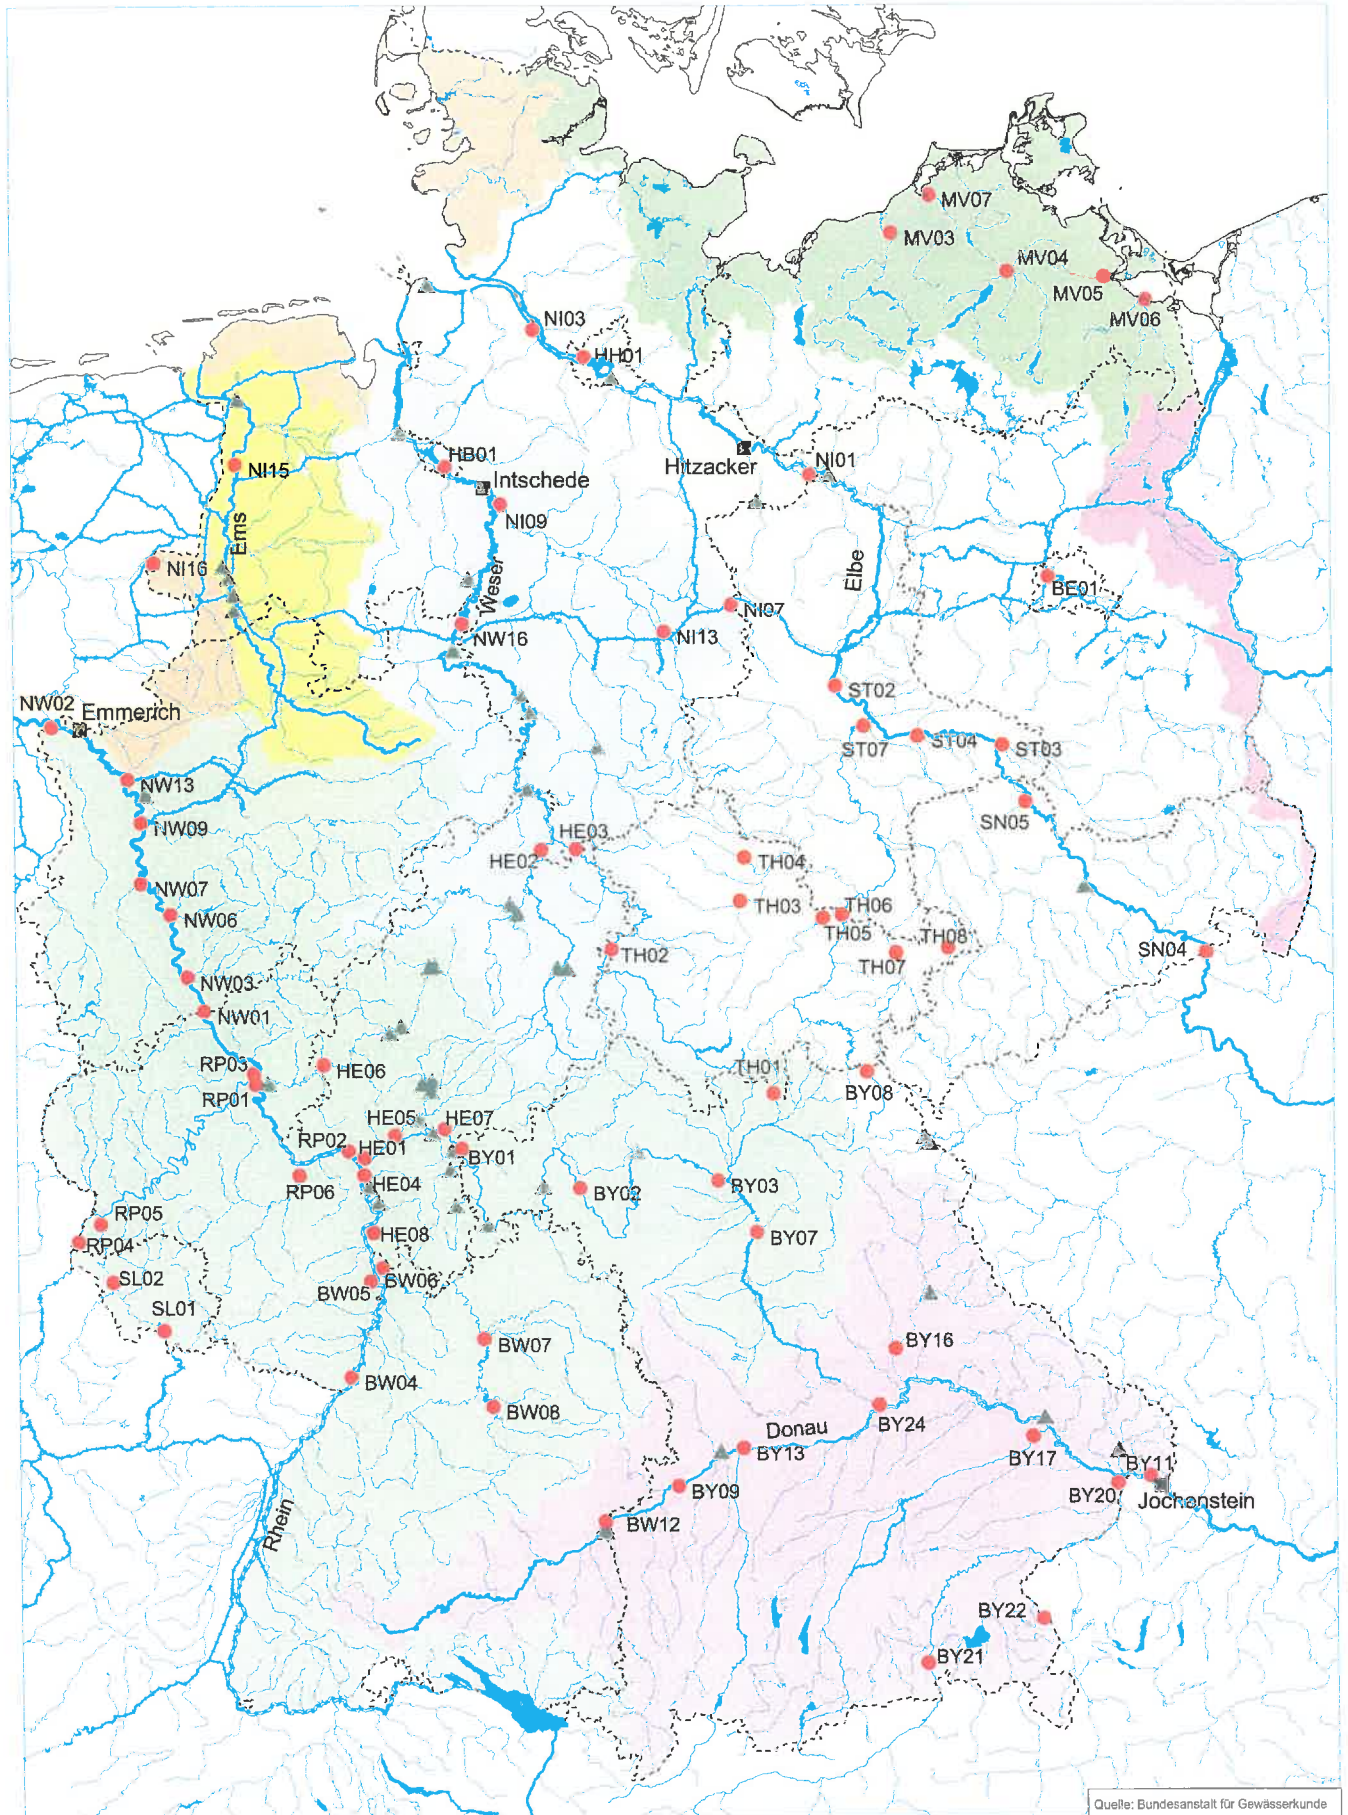 MV07
MV03
MV04
MV05
MV06
NI03
HH01
HB01
Hitzacker
NI01
NI15
Intschede
NI09
Ems
Weser
Elbe
NI16
BE01
NI07
NW16
NI13
ST02
NW02
Emmerich
ST07
ST04
ST03
NW13
SN05
NW09
HE03
HE02
TH04
NW07
TH03
TH06
NW06
TH05
TH08
TH02
TH07
SN04
NW03
NW01
RP03
HE06
TH01
BY08
RP01
HE05
HE07
RP02
HE01
BY01
RP06
HE04
BY02
BY03
RP05
HE08
BY07
RP04
SL02
BW06
BW05
SL01
BW07
BY16
BW04
BW08
BY24
Donau
BY13
BY17
BY11
BY09
BY20
Jochenstein
Rhein
BW12
BY22
BY21
Quelle: Bundesanstalt für Gewässerkunde